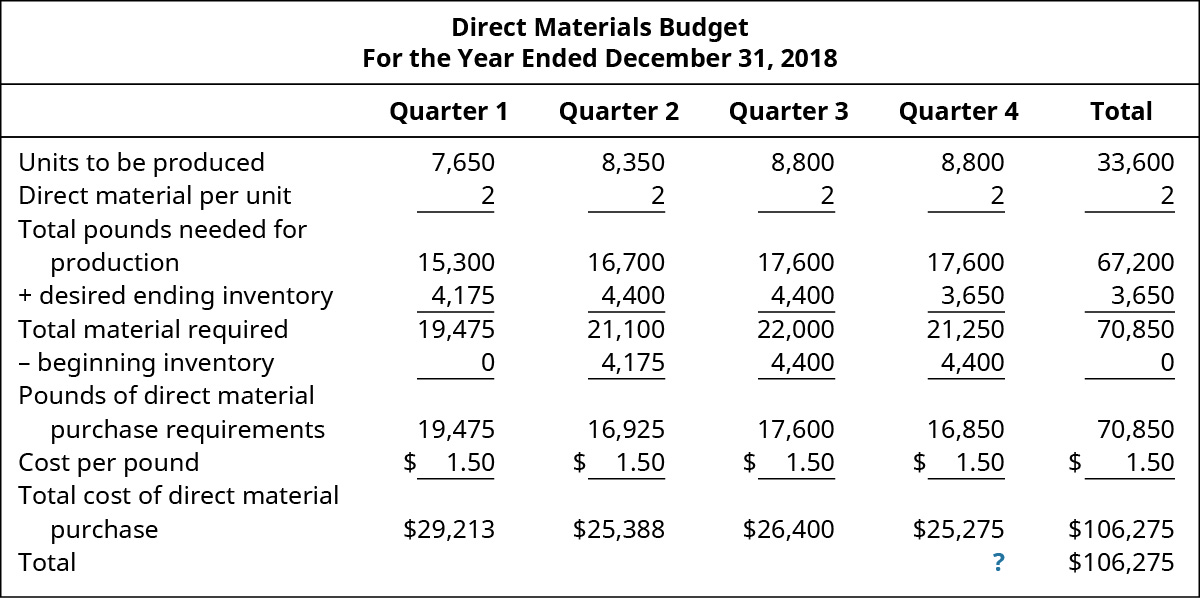 Direct Materials Budget
For the Year Ended December 31, 2018
Quarter 1 Quarter 2 Quarter 3 Quarter 4 Total
Units to be produced 7,650 8,350 8,800 8,800 33,600
Direct material per unit 2 2 2 2 2
Total pounds needed for
production 15,300 16,700 17,600 17,600 67,200
+ desired ending inventory 4,175 4,400 4,400 3,650 3,650
Total material required 19,475 21,100 22,000 21,250 70,850
– beginning inventory 0 4,175 4,400 4,400 0
Pounds of direct material
purchase requirements 19,475 16,925 17,600 16,850 70,850
Cost per pound $ 1.50 $ 1.50 $ 1.50 $ 1.50 $ 1.50
Total cost of direct material
purchase $29,213 $25,388 $26,400 $25,275 $106,275
Total ? $106,275